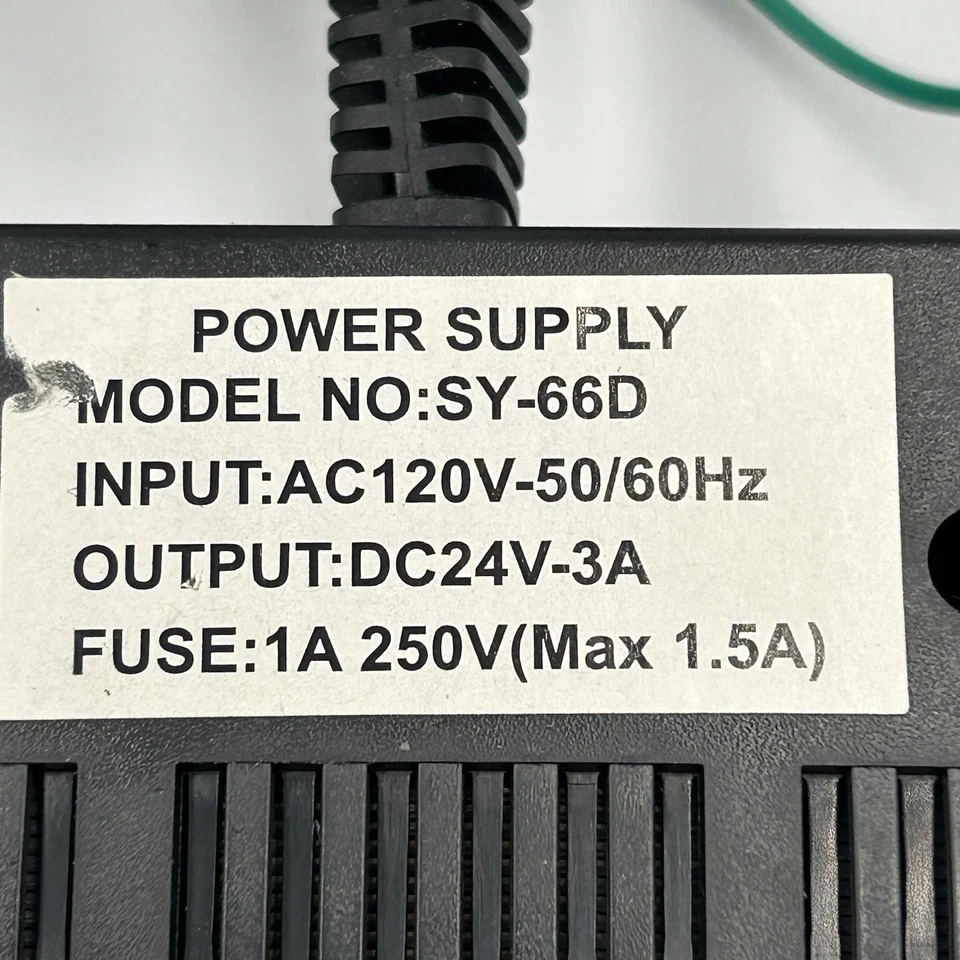 POWER SUPPLY
MODEL NO:SY-66D
INPUT:AC120V-50/60Hz
OUTPUT:DC24V-3A
FUSE:1A 250V(Max 1.5A)